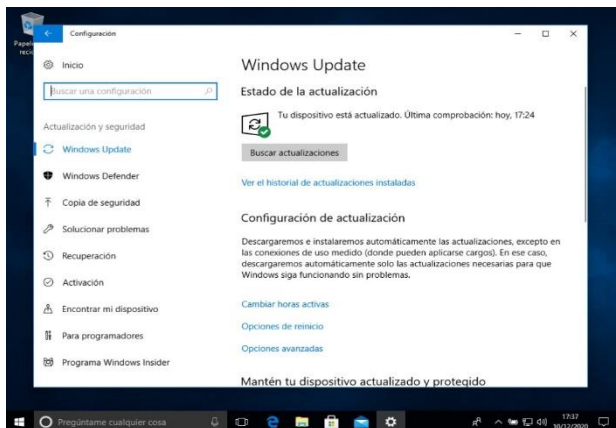 Papele
recic
Configuración
Inicio
Buscar una configuración
Actualización y seguridad
Windows Update
Windows Defender
Copia de seguridad
Solucionar problemas
Recuperación
Activación
Encontrar mi dispositivo
Para programadores
Programa Windows Insider
Windows Update
Estado de la actualización
Tu dispositivo está actualizado. Última comprobación: hoy, 17:24
Buscar actualizaciones
Ver el historial de actualizaciones instaladas
Configuración de actualización
Descargaremos e instalaremos automáticamente las actualizaciones, excepto en
las conexiones de uso medido (donde pueden aplicarse cargos). En ese caso,
descargaremos automáticamente solo las actualizaciones necesarias para que
Windows siga funcionando sin problemas.
Cambiar horas activas
Opciones de reinicio
Opciones avanzadas
Mantén tu dispositivo actualizado y protegido
Pregúntame cualquier cosa
17:37
10/12/2020